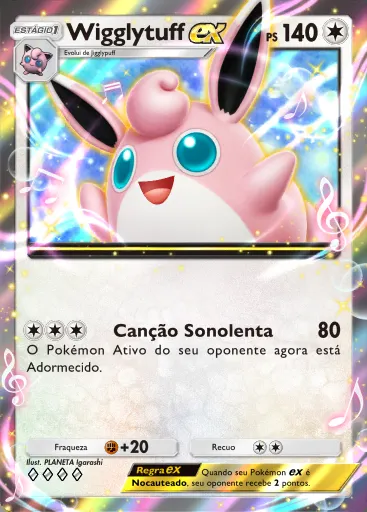 ESTÁGIO 1
Wigglytuff ex
PS 140
Evolui de Jigglypuff
Canção Sonolenta 80
O Pokémon Ativo do seu oponente agora está
Adormecido.
Fraqueza +20
Recuo
Ilust. PLANETA Igarashi
Regra ex
Quando seu Pokémon ex é
Nocauteado, seu oponente recebe 2 pontos.